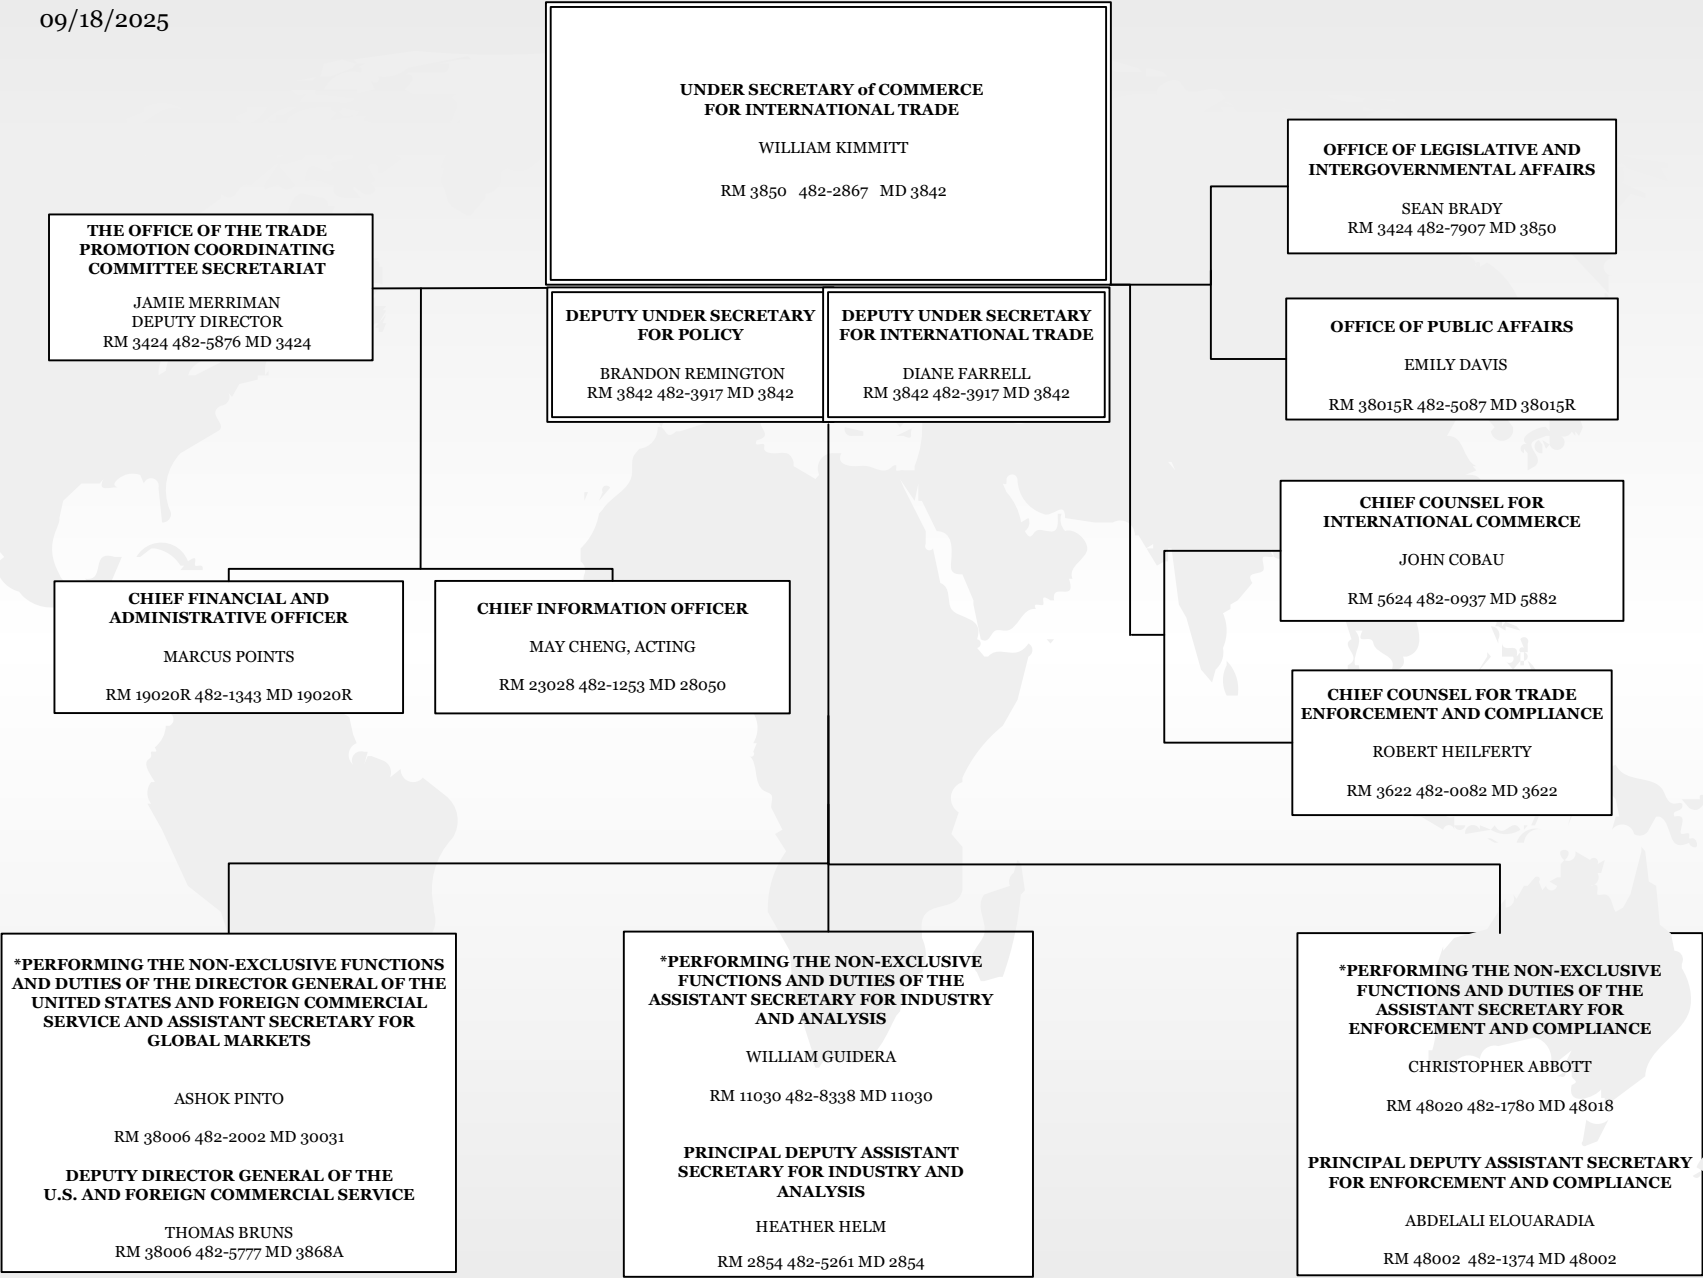 09/18/2025
UNDER SECRETARY of COMMERCE
FOR INTERNATIONAL TRADE
WILLIAM KIMMITT
RM 3850 482-2867 MD 3842
THE OFFICE OF THE TRADE
PROMOTION COORDINATING
COMMITTEE SECRETARIAT
JAMIE MERRIMAN
DEPUTY DIRECTOR
RM 3424 482-5876 MD 3424
DEPUTY UNDER SECRETARY
FOR POLICY
BRANDON REMINGTON
RM 3842 482-3917 MD 3842
DEPUTY UNDER SECRETARY
FOR INTERNATIONAL TRADE
DIANE FARRELL
RM 3842 482-3917 MD 3842
OFFICE OF LEGISLATIVE AND
INTERGOVERNMENTAL AFFAIRS
SEAN BRADY
RM 3424 482-7907 MD 3850
OFFICE OF PUBLIC AFFAIRS
EMILY DAVIS
RM 38015R 482-5087 MD 38015R
CHIEF COUNSEL FOR
INTERNATIONAL COMMERCE
JOHN COBAU
RM 5624 482-0937 MD 5882
CHIEF FINANCIAL AND
ADMINISTRATIVE OFFICER
MARCUS POINTS
RM 19020R 482-1343 MD 19020R
CHIEF INFORMATION OFFICER
MAY CHENG, ACTING
RM 23028 482-1253 MD 28050
CHIEF COUNSEL FOR TRADE
ENFORCEMENT AND COMPLIANCE
ROBERT HEILFERTY
RM 3622 482-0082 MD 3622
*PERFORMING THE NON-EXCLUSIVE FUNCTIONS
AND DUTIES OF THE DIRECTOR GENERAL OF THE
UNITED STATES AND FOREIGN COMMERCIAL
SERVICE AND ASSISTANT SECRETARY FOR
GLOBAL MARKETS
ASHOK PINTO
RM 38006 482-2002 MD 30031
DEPUTY DIRECTOR GENERAL OF THE
U.S. AND FOREIGN COMMERCIAL SERVICE
THOMAS BRUNS
RM 38006 482-5777 MD 3868A
*PERFORMING THE NON-EXCLUSIVE
FUNCTIONS AND DUTIES OF THE
ASSISTANT SECRETARY FOR INDUSTRY
AND ANALYSIS
WILLIAM GUIDERA
RM 11030 482-8338 MD 11030
PRINCIPAL DEPUTY ASSISTANT
SECRETARY FOR INDUSTRY AND
ANALYSIS
HEATHER HELM
RM 2854 482-5261 MD 2854
*PERFORMING THE NON-EXCLUSIVE
FUNCTIONS AND DUTIES OF THE
ASSISTANT SECRETARY FOR
ENFORCEMENT AND COMPLIANCE
CHRISTOPHER ABBOTT
RM 48020 482-1780 MD 48018
PRINCIPAL DEPUTY ASSISTANT SECRETARY
FOR ENFORCEMENT AND COMPLIANCE
ABDELALI ELOUARADIA
RM 48002 482-1374 MD 48002